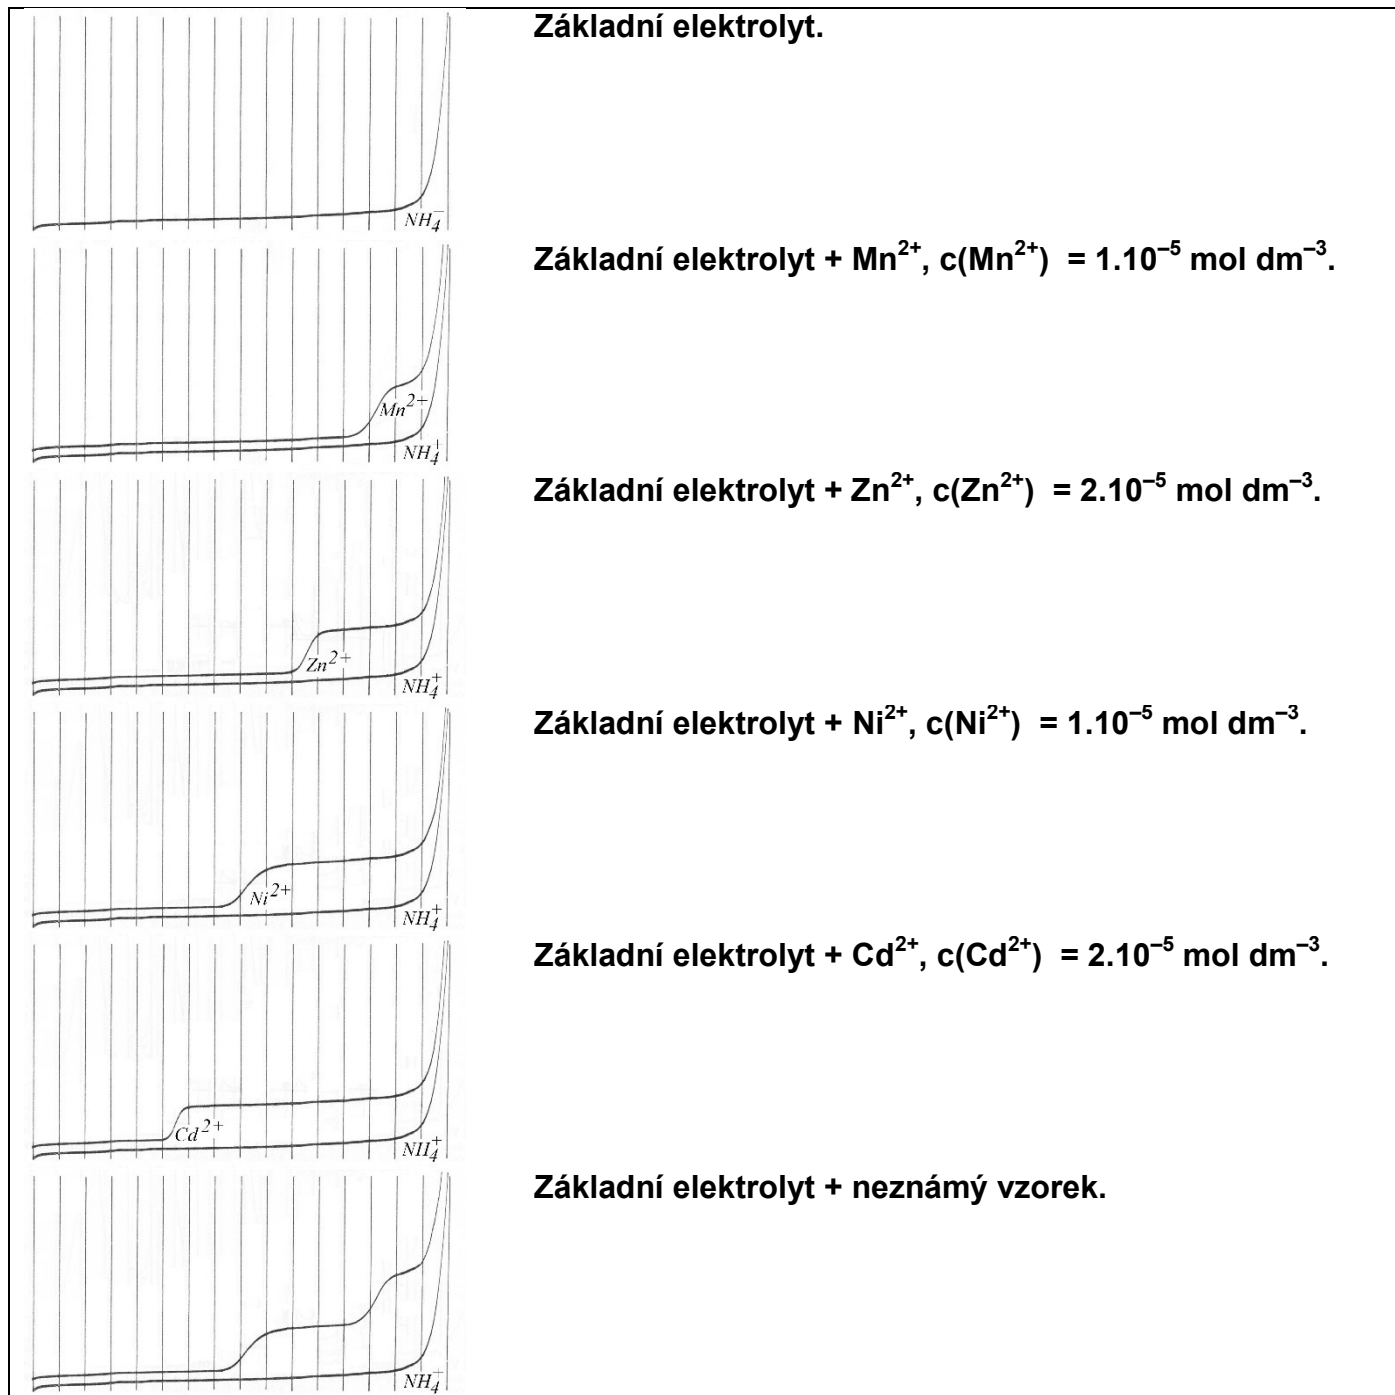 Základní elektrolyt.
NH₄⁺
Základní elektrolyt + Mn²⁺, c(Mn²⁺) = 1.10⁻⁵ mol dm⁻³.
Mn²⁺
NH₄⁺
Základní elektrolyt + Zn²⁺, c(Zn²⁺) = 2.10⁻⁵ mol dm⁻³.
Zn²⁺
NH₄⁺
Základní elektrolyt + Ni²⁺, c(Ni²⁺) = 1.10⁻⁵ mol dm⁻³.
Ni²⁺
NH₄⁺
Základní elektrolyt + Cd²⁺, c(Cd²⁺) = 2.10⁻⁵ mol dm⁻³.
Cd²⁺
NH₄⁺
Základní elektrolyt + neznámý vzorek.
NH₄⁺